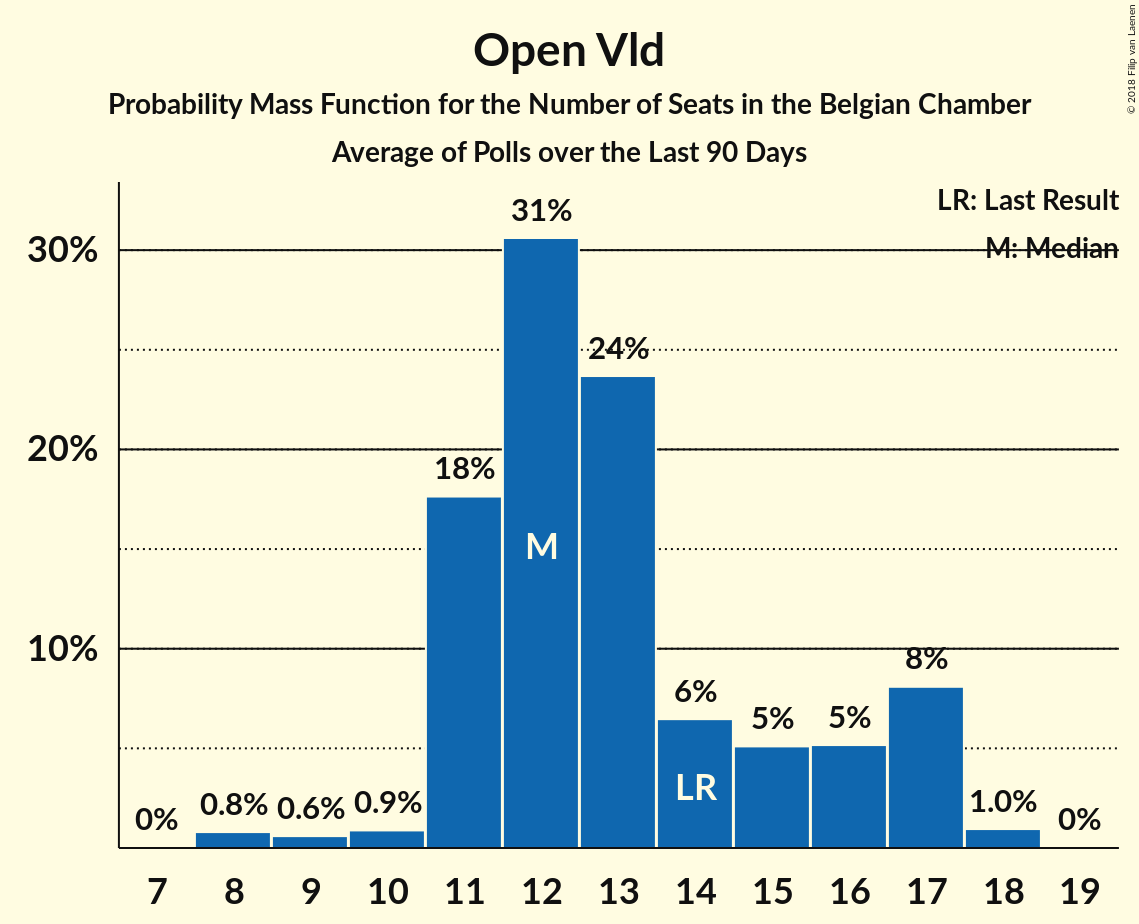 Open Vld
Probability Mass Function for the Number of Seats in the Belgian Chamber
Average of Polls over the Last 90 Days
© 2018 Filip van Laenen
LR: Last Result
M: Median
30%
20%
10%
0%
0.8%
0.6%
0.9%
18%
31%
24%
6%
5%
5%
8%
1.0%
0%
M
LR
7 8 9 10 11 12 13 14 15 16 17 18 19